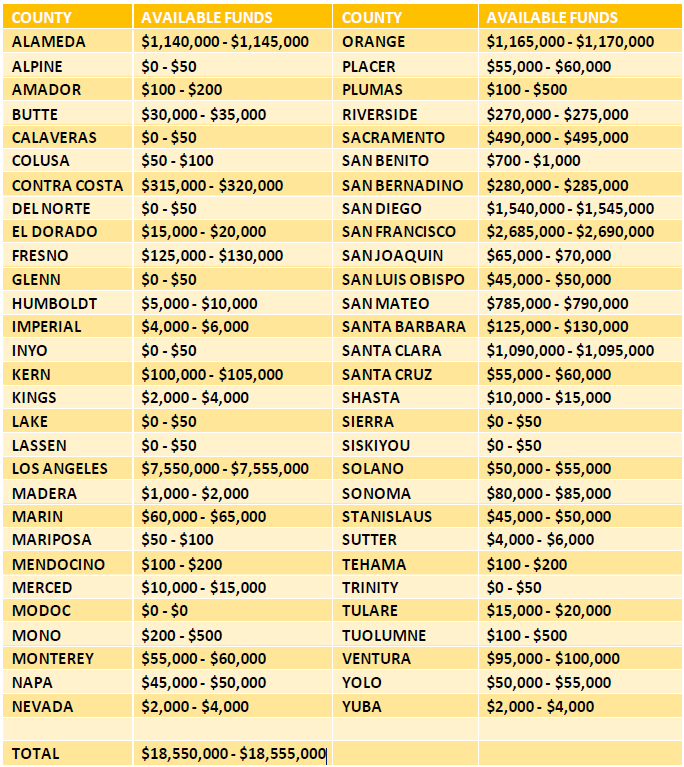 COUNTY AVAILABLE FUNDS COUNTY AVAILABLE FUNDS
ALAMEDA $1,140,000 - $1,145,000 ORANGE $1,165,000 - $1,170,000
ALPINE $0 - $50 PLACER $55,000 - $60,000
AMADOR $100 - $200 PLUMAS $100 - $500
BUTTE $30,000 - $35,000 RIVERSIDE $270,000 - $275,000
CALAVERAS $0 - $50 SACRAMENTO $490,000 - $495,000
COLUSA $50 - $100 SAN BENITO $700 - $1,000
CONTRA COSTA $315,000 - $320,000 SAN BERNADINO $280,000 - $285,000
DEL NORTE $0 - $50 SAN DIEGO $1,540,000 - $1,545,000
EL DORADO $15,000 - $20,000 SAN FRANCISCO $2,685,000 - $2,690,000
FRESNO $125,000 - $130,000 SAN JOAQUIN $65,000 - $70,000
GLENN $0 - $50 SAN LUIS OBISPO $45,000 - $50,000
HUMBOLDT $5,000 - $10,000 SAN MATEO $785,000 - $790,000
IMPERIAL $4,000 - $6,000 SANTA BARBARA $125,000 - $130,000
INYO $0 - $50 SANTA CLARA $1,090,000 - $1,095,000
KERN $100,000 - $105,000 SANTA CRUZ $55,000 - $60,000
KINGS $2,000 - $4,000 SHASTA $10,000 - $15,000
LAKE $0 - $50 SIERRA $0 - $50
LASSEN $0 - $50 SISKIYOU $0 - $50
LOS ANGELES $7,550,000 - $7,555,000 SOLANO $50,000 - $55,000
MADERA $1,000 - $2,000 SONOMA $80,000 - $85,000
MARIN $60,000 - $65,000 STANISLAUS $45,000 - $50,000
MARIPOSA $50 - $100 SUTTER $4,000 - $6,000
MENDOCINO $100 - $200 TEHAMA $100 - $200
MERCED $10,000 - $15,000 TRINITY $0 - $50
MODOC $0 - $0 TULARE $15,000 - $20,000
MONO $200 - $500 TUOLUMNE $100 - $500
MONTEREY $55,000 - $60,000 VENTURA $95,000 - $100,000
NAPA $45,000 - $50,000 YOLO $50,000 - $55,000
NEVADA $2,000 - $4,000 YUBA $2,000 - $4,000
TOTAL $18,550,000 - $18,555,000